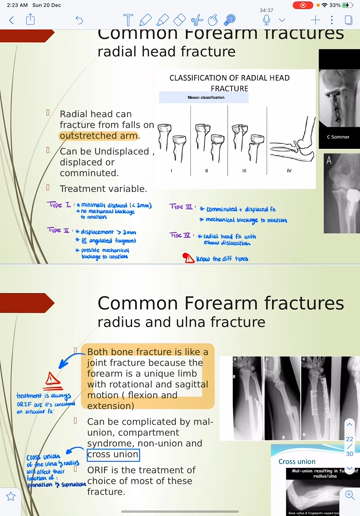 2:23 AM Sun 20 Dec
33%
34:37
Common Forearm fractures
radial head fracture
CLASSIFICATION OF RADIAL HEAD
FRACTURE
Mason classification
I II III IV
C Sommer
A
Radial head can
fracture from falls on
outstretched arm.
Can be Undisplaced ,
displaced or
comminuted.
Treatment variable.
Type I : minimally displaced (< 2mm)
no mechanical blockage
to rotation
Type II : displacement > 2mm
or angulated fragment
possible mechanical
blockage to rotation
Type III : comminuted + displaced fx
mechanical blockage to rotation
Type IV : radial head fx with
elbow dislocation
know the diff types
Common Forearm fractures
radius and ulna fracture
Both bone fracture is like a
joint fracture because the
forearm is a unique limb
with rotational and sagittal
motion ( flexion and
extension)
treatment is always
ORIF
Can be complicated by mal-
union, compartment
syndrome, non-union and
cross union
Cross union
of the ulna & radius
will affect their
function of :
pronation & supination
ORIF is the treatment of
choice most of these
fracture.
22
30
Cross union
Mal-union resulting in fusion of
radius/ulna